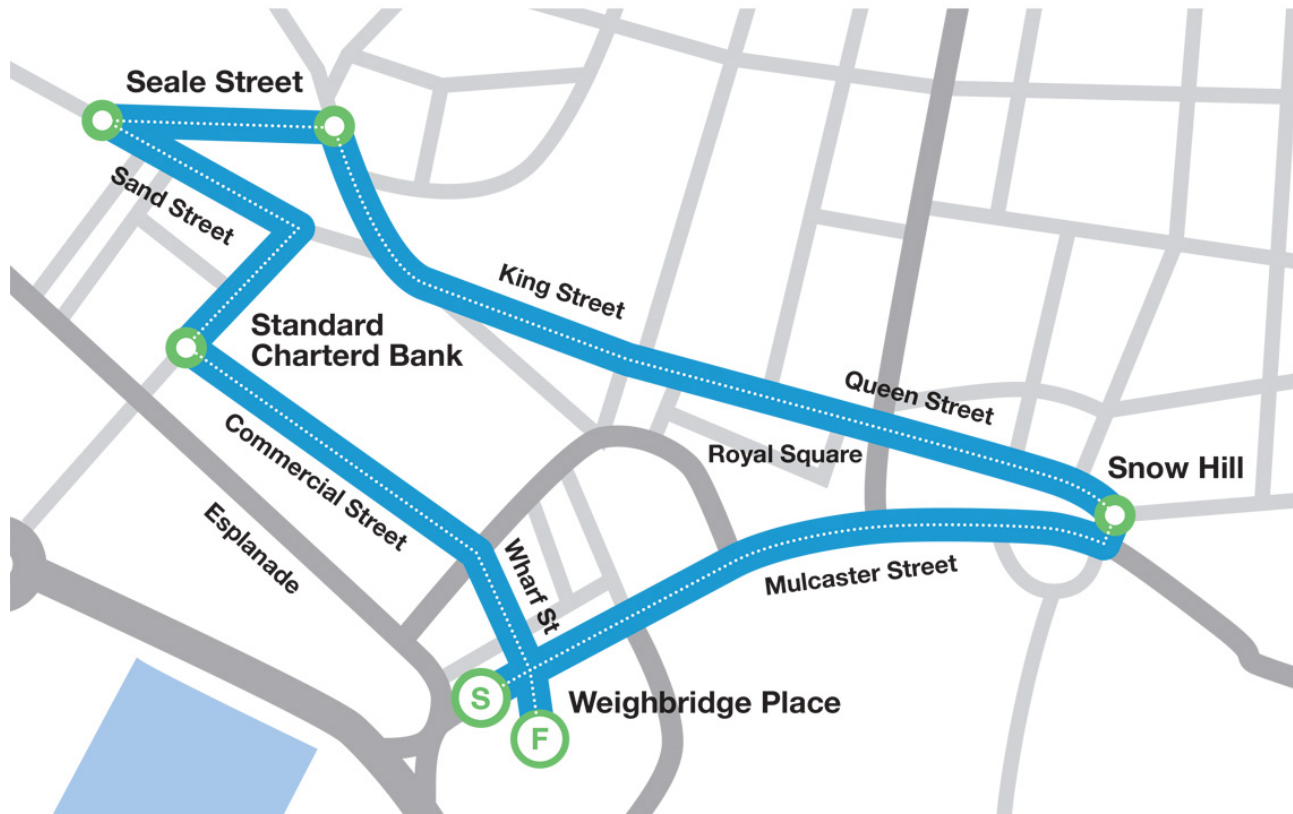 Seale Street
Sand Street
King Street
Standard
Charterd Bank
Queen Street
Royal Square
Snow Hill
Commercial Street
Esplanade
Wharf St
Mulcaster Street
S
Weighbridge Place
F